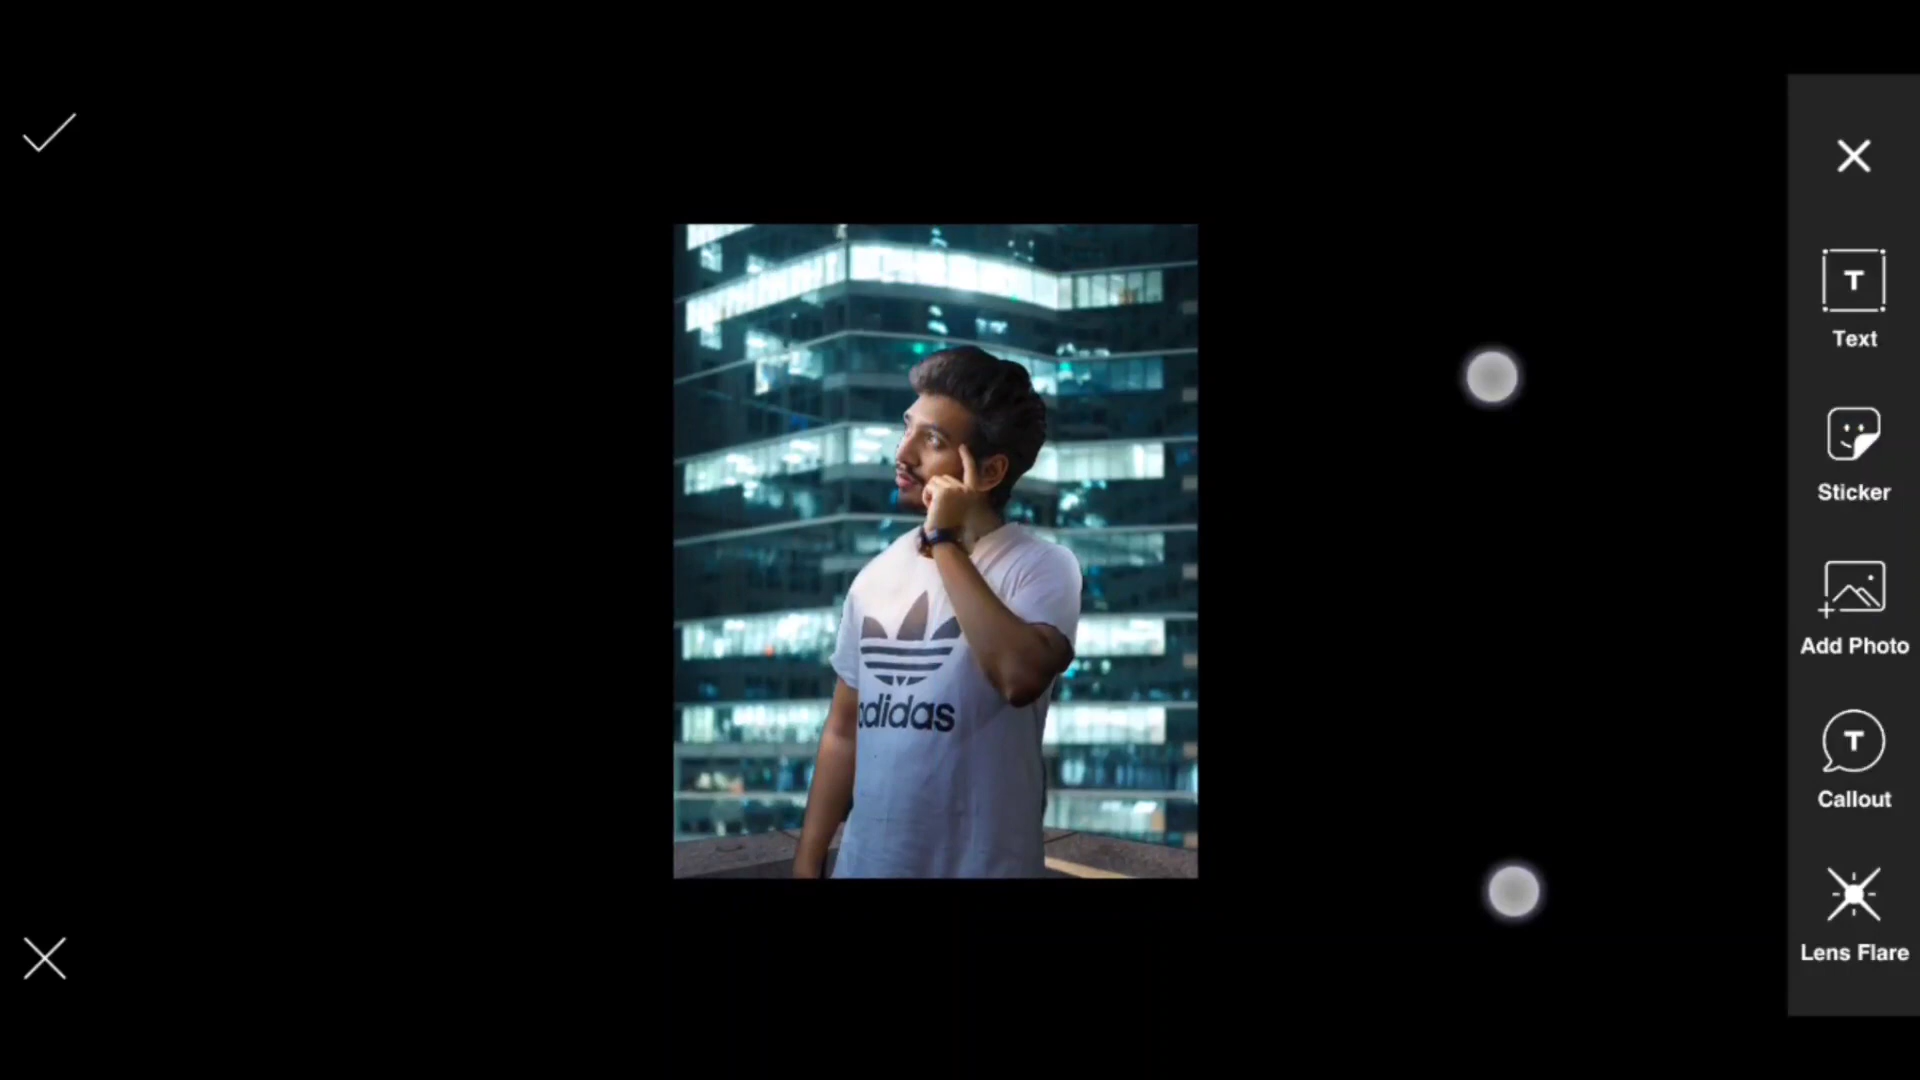 Text
Sticker
Add Photo
Callout
Lens Flare
adidas